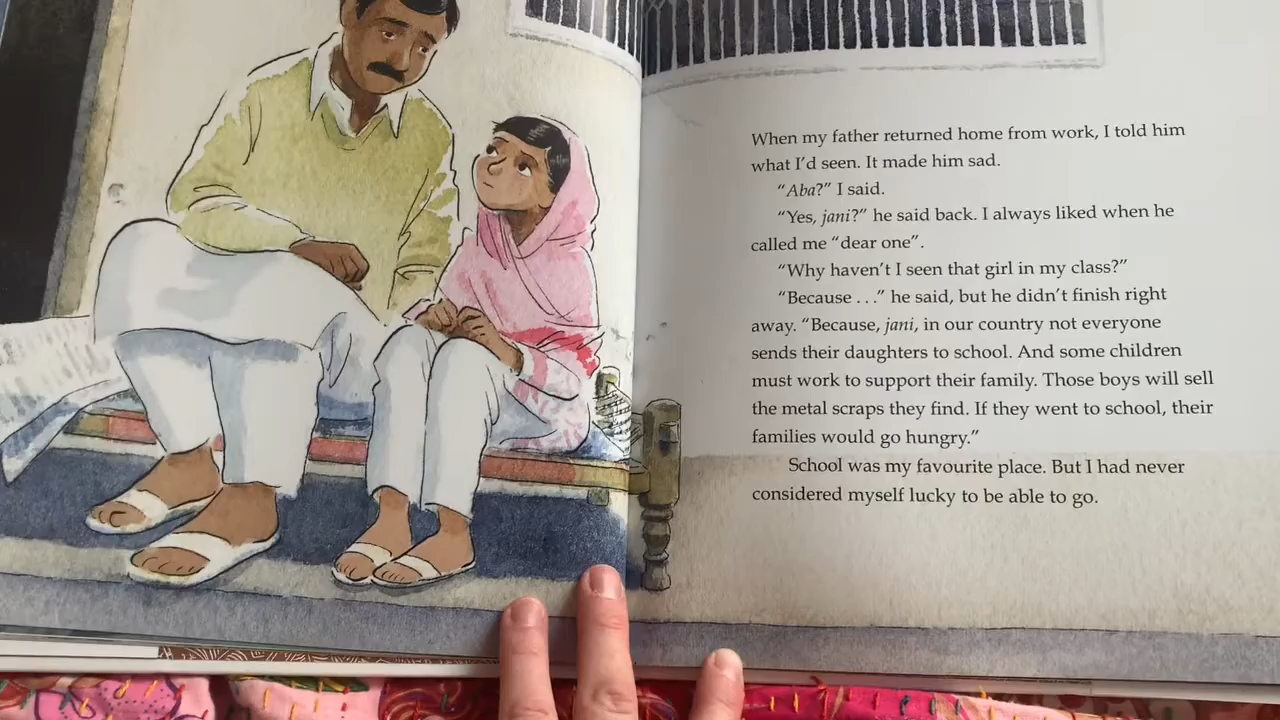 When my father returned home from work, I told him
what I’d seen. It made him sad.
“Aba?” I said.
“Yes, jani?” he said back. I always liked when he
called me “dear one”.
“Why haven’t I seen that girl in my class?”
“Because . . .” he said, but he didn’t finish right
away. “Because, jani, in our country not everyone
sends their daughters to school. And some children
must work to support their family. Those boys will sell
the metal scraps they find. If they went to school, their
families would go hungry.”
School was my favourite place. But I had never
considered myself lucky to be able to go.